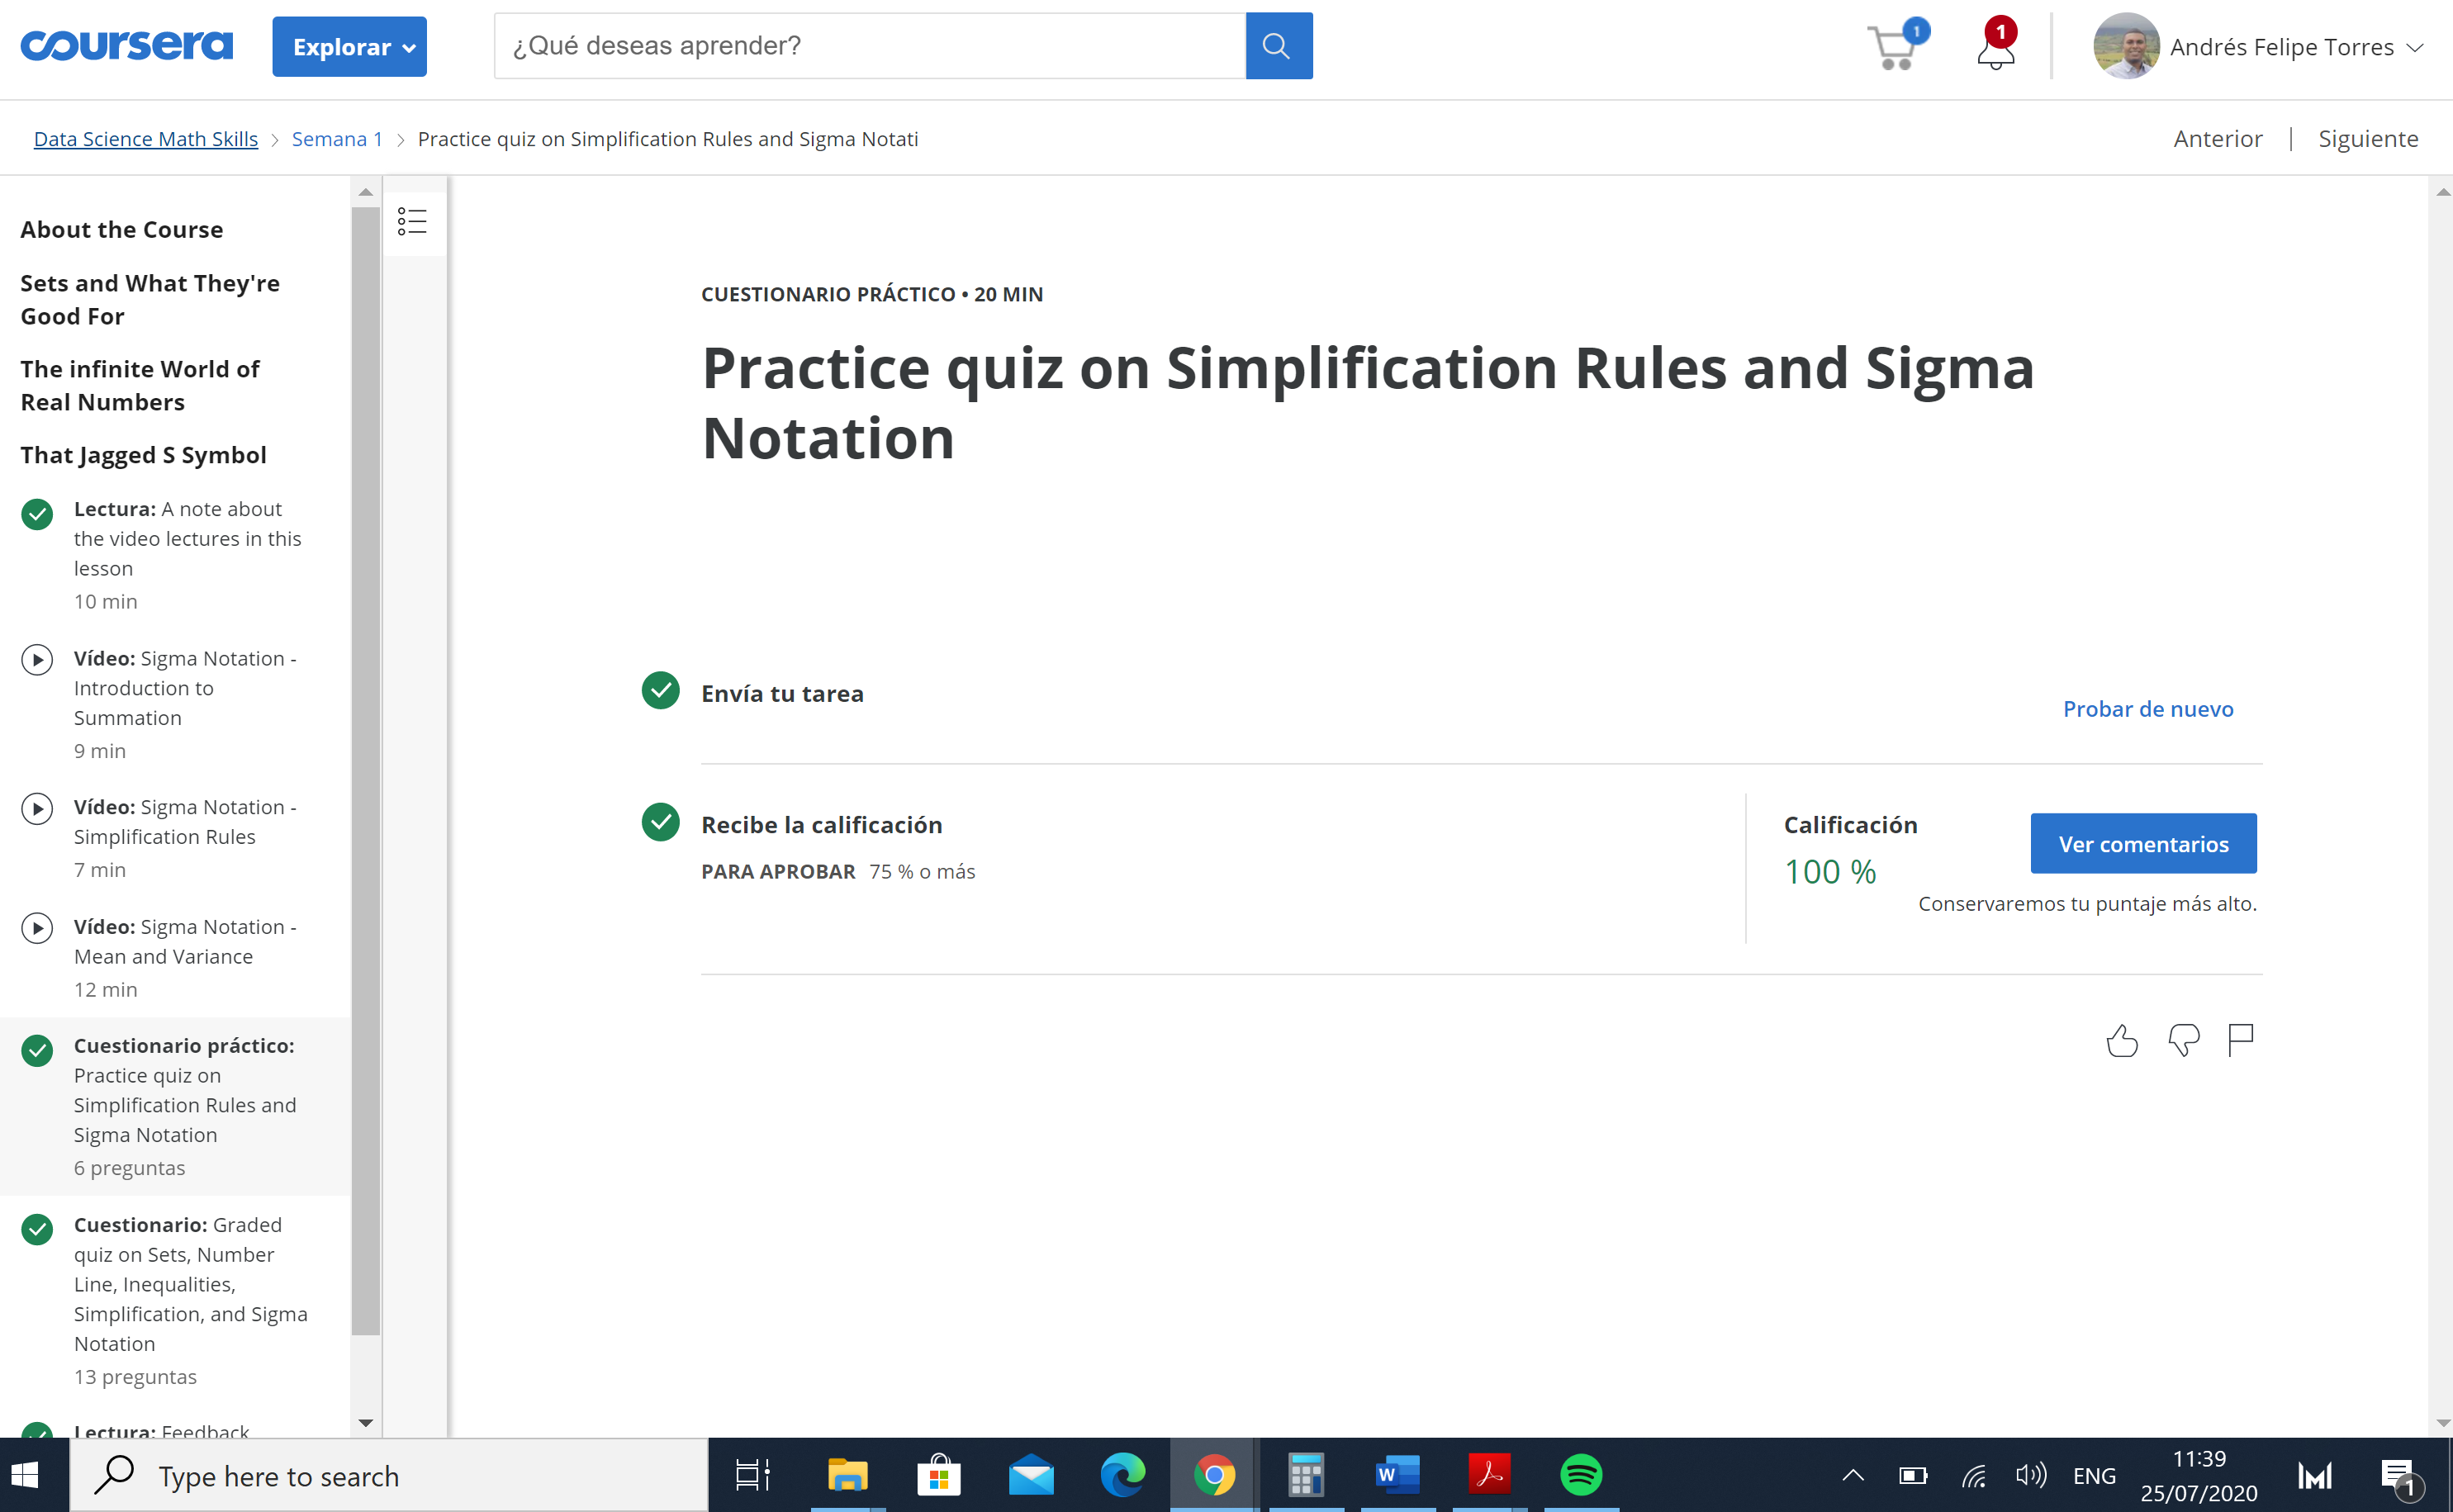 coursera
Explorar
¿Qué deseas aprender?
1
1
Andrés Felipe Torres
Data Science Math Skills
Semana 1
Practice quiz on Simplification Rules and Sigma Notati
Anterior
Siguiente
About the Course
Sets and What They're
Good For
The infinite World of
Real Numbers
That Jagged S Symbol
Lectura: A note about
the video lectures in this
lesson
10 min
Vídeo: Sigma Notation -
Introduction to
Summation
9 min
Vídeo: Sigma Notation -
Simplification Rules
7 min
Vídeo: Sigma Notation -
Mean and Variance
12 min
Cuestionario práctico:
Practice quiz on
Simplification Rules and
Sigma Notation
6 preguntas
Cuestionario: Graded
quiz on Sets, Number
Line, Inequalities,
Simplification, and Sigma
Notation
13 preguntas
Lectura: Feedback
CUESTIONARIO PRÁCTICO • 20 MIN
Practice quiz on Simplification Rules and Sigma
Notation
Envía tu tarea
Probar de nuevo
Recibe la calificación
PARA APROBAR 75 % o más
Calificación
100 %
Ver comentarios
Conservaremos tu puntaje más alto.
Type here to search
W
ENG
11:39
25/07/2020
1